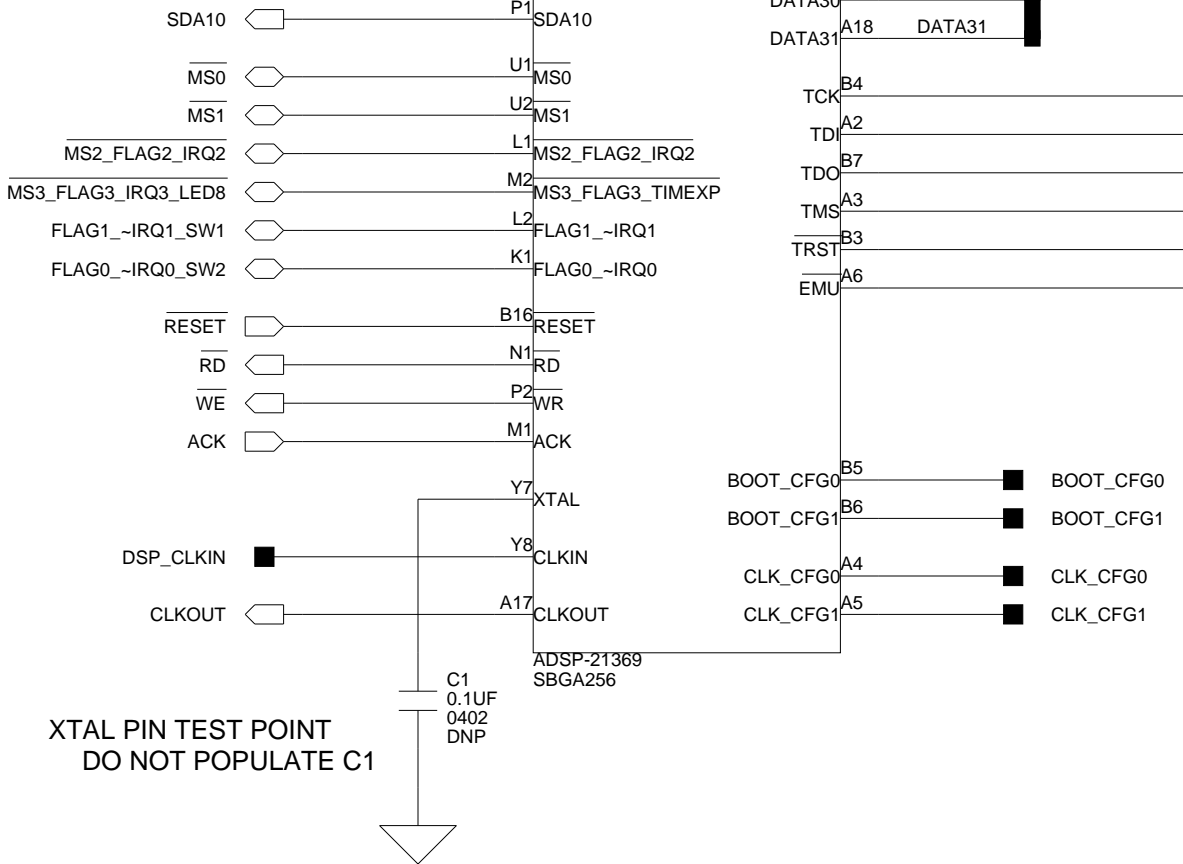 P1
DATA30
SDA10 SDA10
A18 DATA31
DATA31
U1
MS0 MS0
B4
TCK
U2
MS1 MS1
A2
TDI
L1
MS2_FLAG2_IRQ2 MS2_FLAG2_IRQ2
B7
TDO
M2
MS3_FLAG3_IRQ3_LED8 MS3_FLAG3_TIMEXP
A3
TMS
L2
FLAG1_~IRQ1_SW1 FLAG1_~IRQ1
B3
TRST
K1
FLAG0_~IRQ0_SW2 FLAG0_~IRQ0
A6
EMU
B16
RESET RESET
N1
RD RD
P2
WE WR
M1
ACK ACK
B5
BOOT_CFG0 BOOT_CFG0
Y7
XTAL
B6
BOOT_CFG1 BOOT_CFG1
Y8
DSP_CLKIN CLKIN
A4
CLK_CFG0 CLK_CFG0
A17
CLKOUT CLKOUT
A5
CLK_CFG1 CLK_CFG1
ADSP-21369
SBGA256
C1
0.1UF
0402
DNP
XTAL PIN TEST POINT
DO NOT POPULATE C1